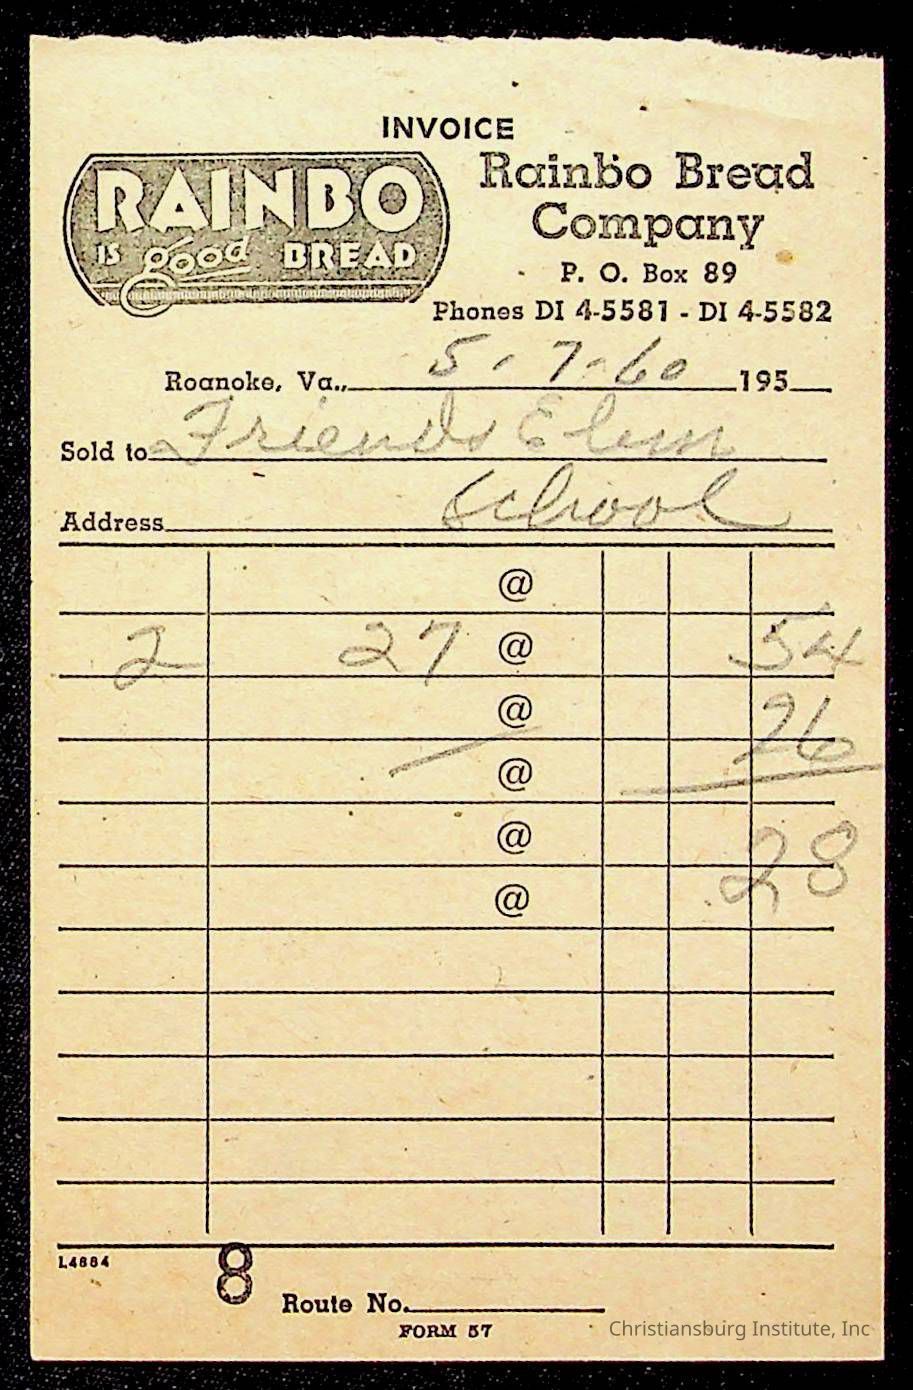 INVOICE
RAINBO
IS good BREAD
Rainbo Bread
Company
P. O. Box 89
Phones DI 4-5581 - DI 4-5582
Roanoke, Va., 5-7-60 195
Sold to Friends Elem
Address School
@
2 27 @ 54
@ 26
@
@ 28
@
L4884
8
Route No.
FORM 57
Christiansburg Institute, Inc